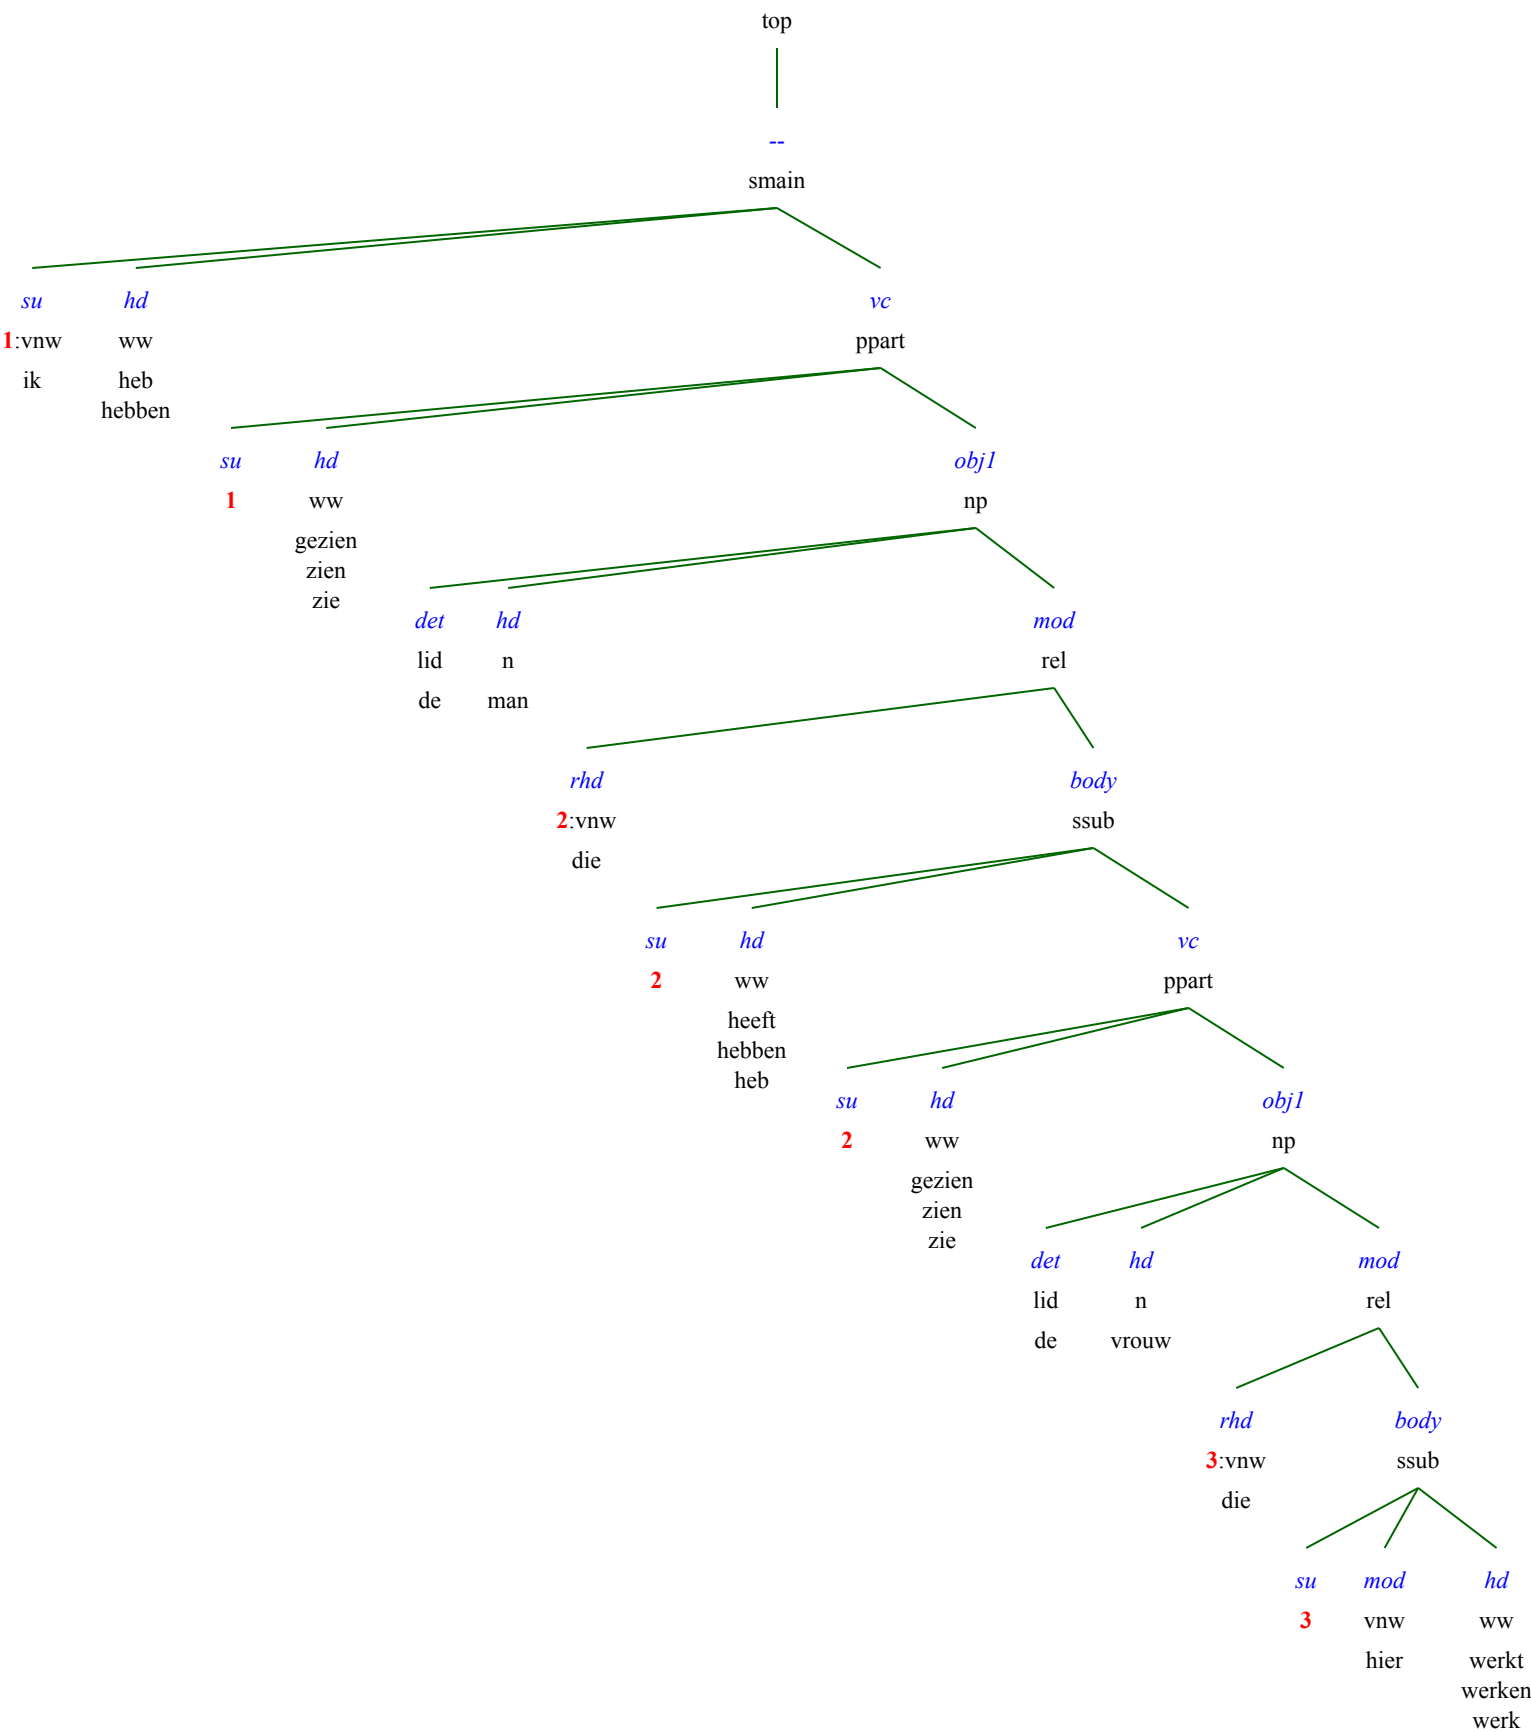 top
--
smain
su hd vc
1:vnw ww ppart
ik heb
hebben
su hd obj1
1 ww np
gezien
zien
zie
det hd mod
lid n rel
de man
rhd body
2:vnw ssub
die
su hd vc
2 ww ppart
heeft
hebben
heb
su hd obj1
2 ww np
gezien
zien
zie
det hd mod
lid n rel
de vrouw
rhd body
3:vnw ssub
die
su mod hd
3 vnw ww
hier werkt
werken
werk